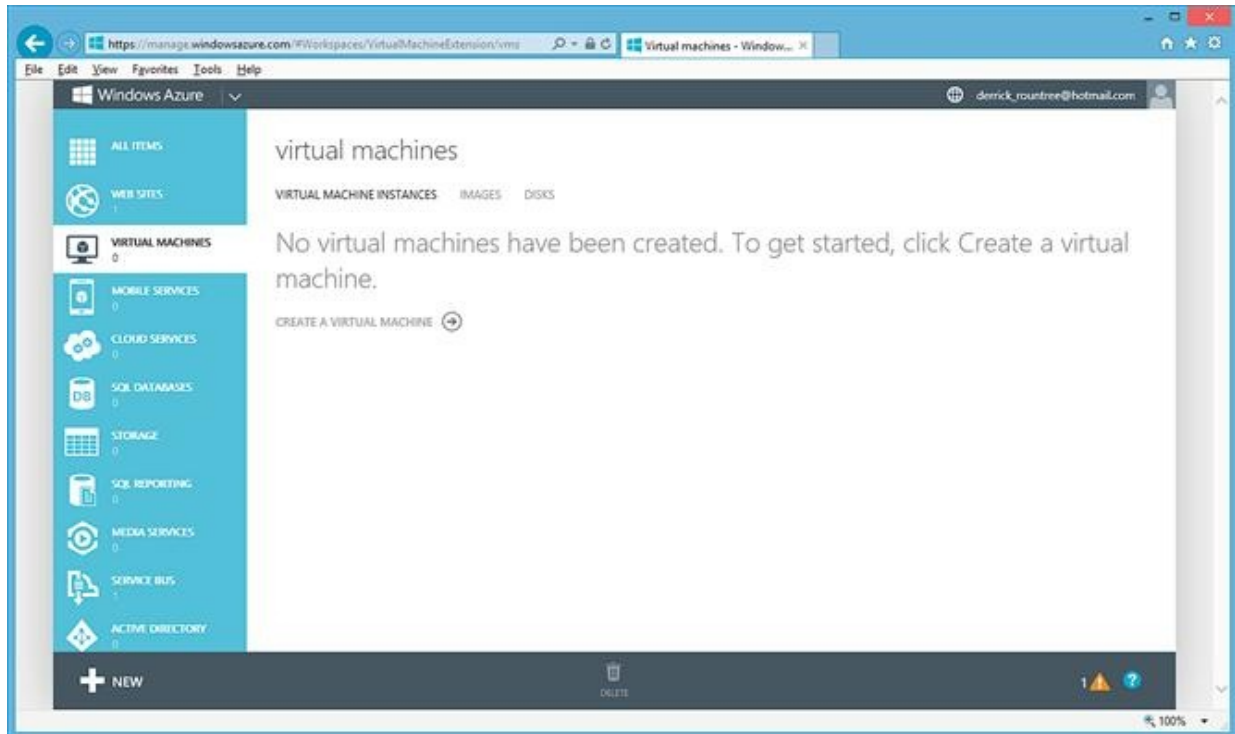 https://manage.windowsazure.com/#Workspaces/VirtualMachineExtension/vms
Virtual machines - Window...
File Edit View Favorites Tools Help
Windows Azure
derrick_rountree@hotmail.com
ALL ITEMS
WEB SITES
1
VIRTUAL MACHINES
0
MOBILE SERVICES
0
CLOUD SERVICES
0
SQL DATABASES
0
DB
STORAGE
0
SQL REPORTING
0
MEDIA SERVICES
0
SERVICE BUS
1
ACTIVE DIRECTORY
0
virtual machines
VIRTUAL MACHINE INSTANCES IMAGES DISKS
No virtual machines have been created. To get started, click Create a virtual
machine.
CREATE A VIRTUAL MACHINE
NEW
DELETE
1
?
100%